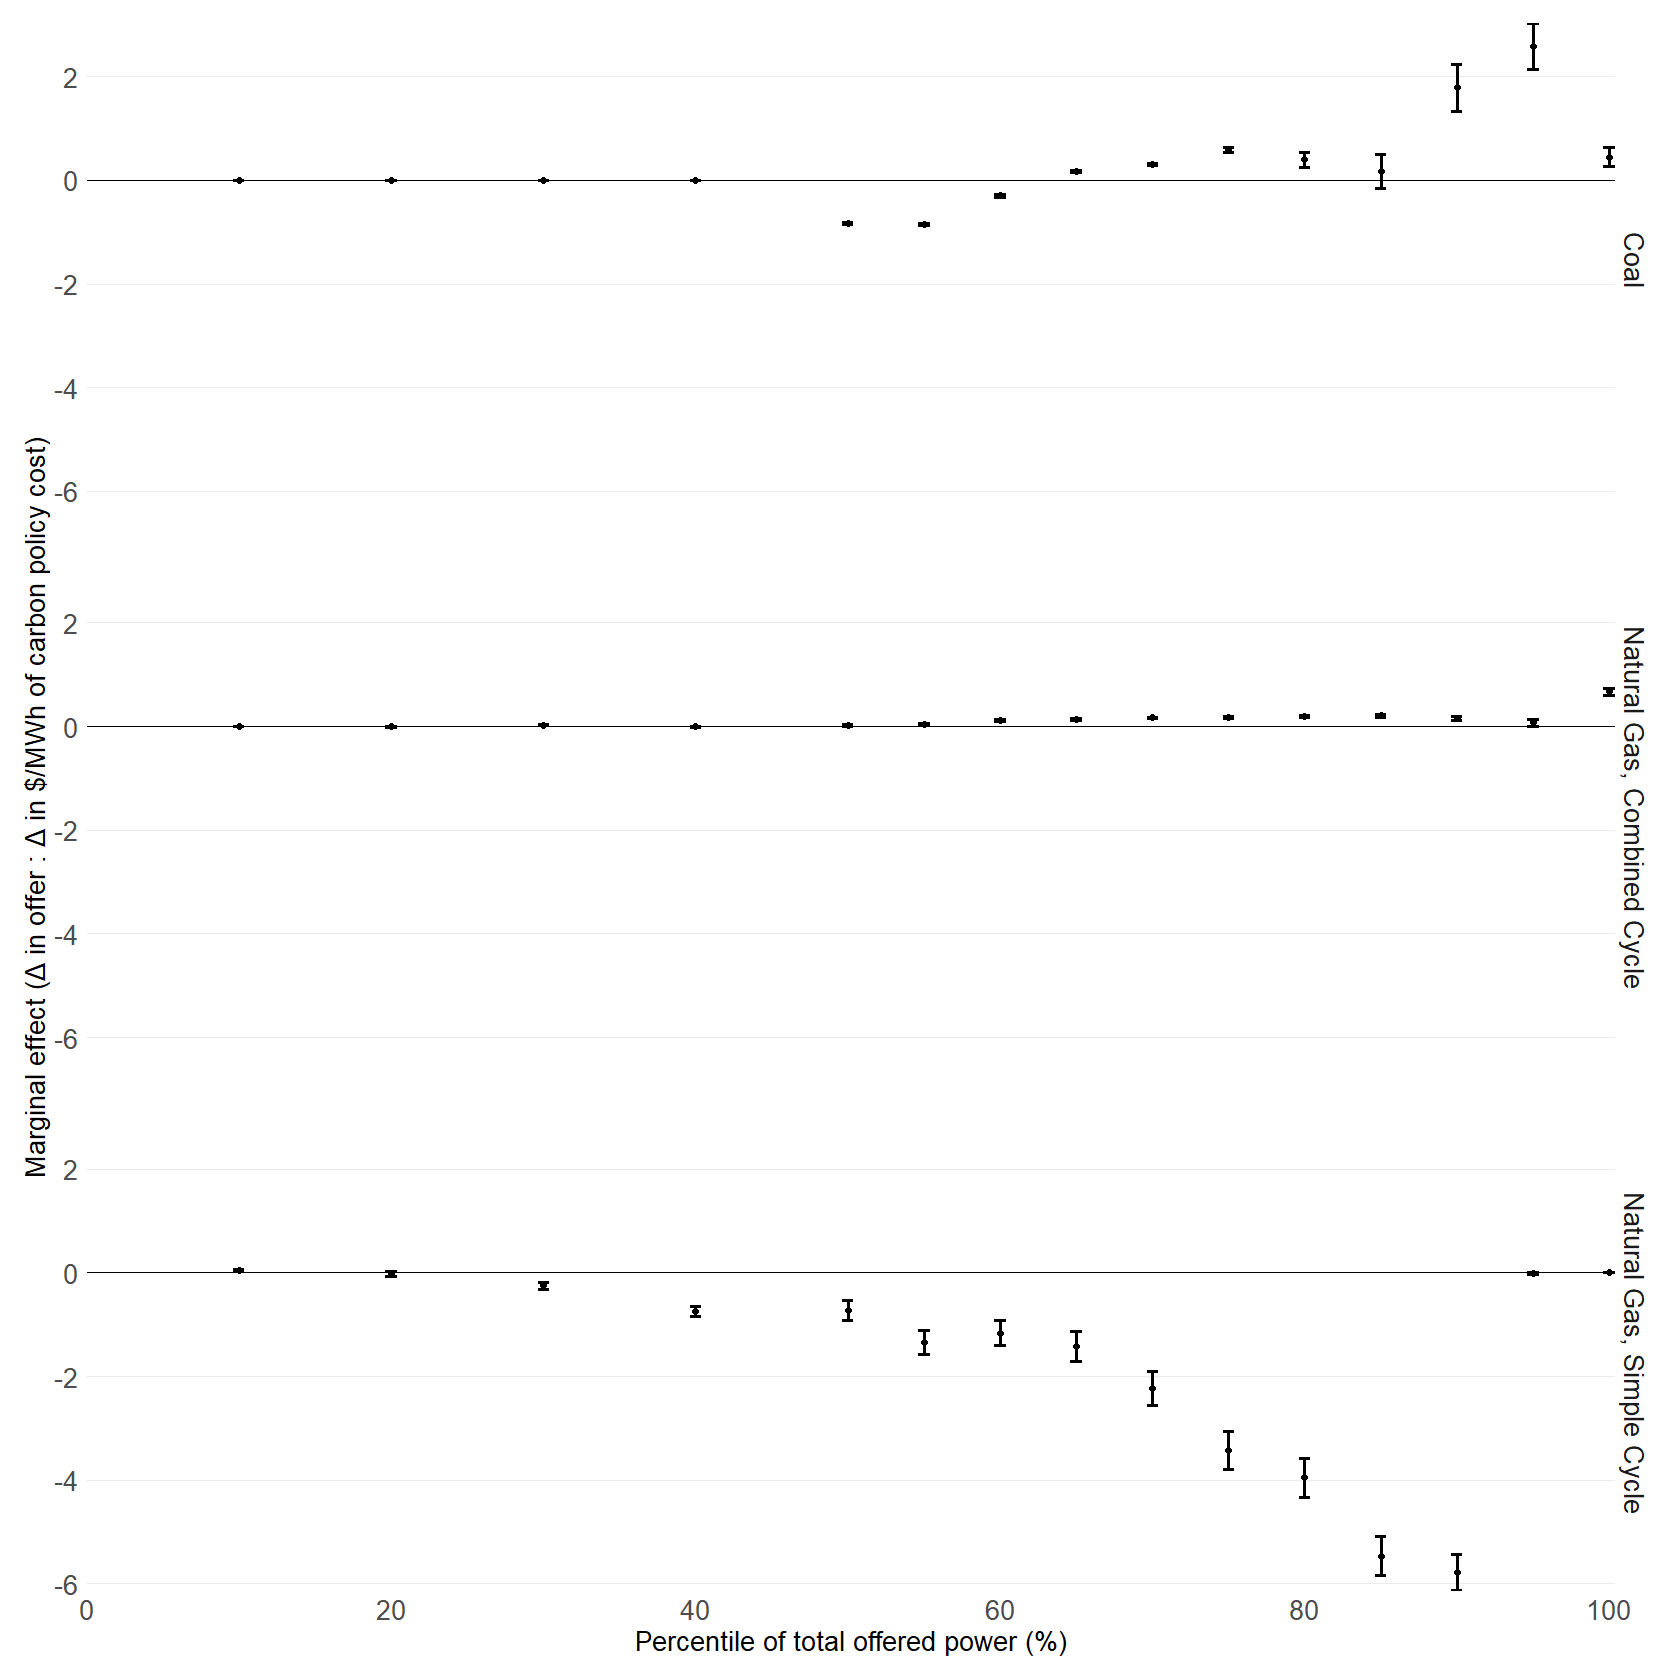 2
0
-2
-4
-6
Coal
2
0
-2
-4
-6
Natural Gas, Combined Cycle
2
0
-2
-4
-6
Natural Gas, Simple Cycle
Marginal effect (Δ in offer : Δ in $/MWh of carbon policy cost)
0 20 40 60 80 100
Percentile of total offered power (%)